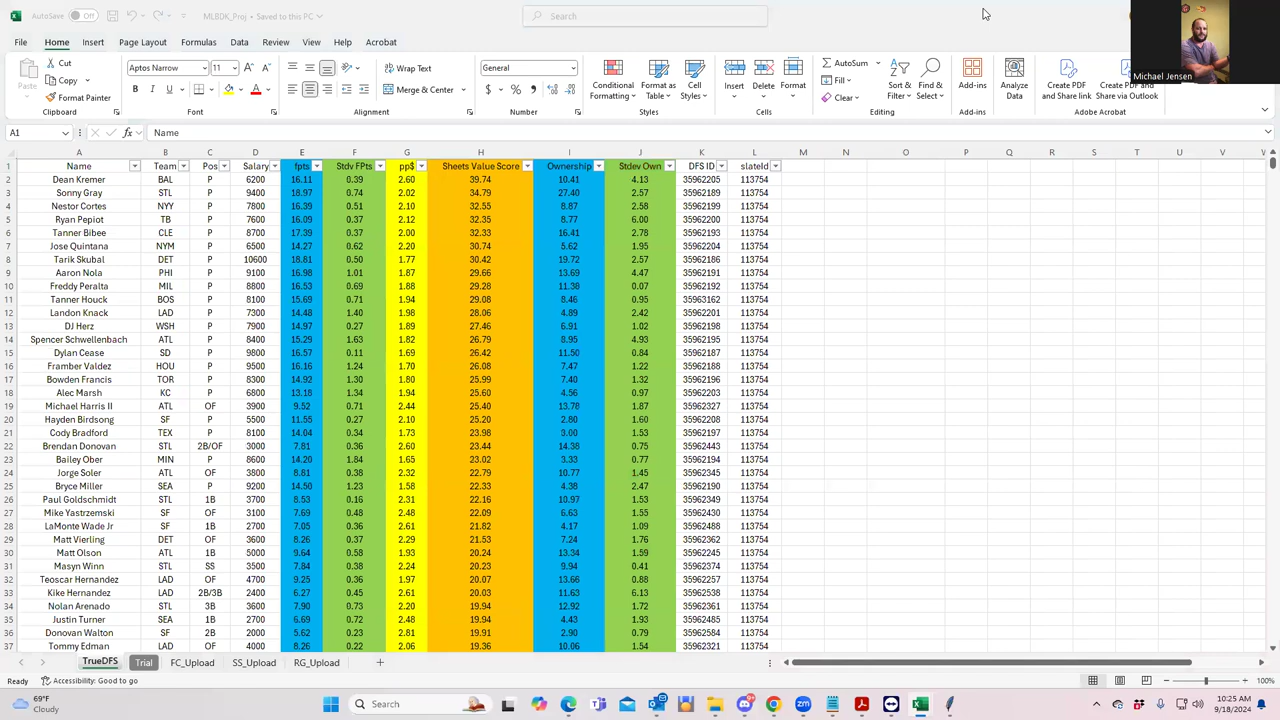 AutoSave Off MLBDK_Proj • Saved to this PC Search
File Home Insert Page Layout Formulas Data Review View Help Acrobat
Michael Jensen
Paste Cut Copy Format Painter Clipboard
Aptos Narrow 11 B I U A A A Font
Wrap Text Merge & Center Alignment
General $ % Number
Conditional Formatting Format as Table Cell Styles Styles
Insert Delete Format Cells
AutoSum Fill Clear Sort & Filter Find & Select Editing
Add-ins Add-ins
Analyze Data
Create PDF and Share link Create PDF and Share via Outlook Adobe Acrobat
A1 fx Name
A B C D E F G H I J K L M N O P Q R S T U V
1 Name Team Pos Salary fpts Stdv FPts pp$ Sheets Value Score Ownership Stdev Own DFS ID slateId
2 Dean Kremer BAL P 6200 16.11 0.39 2.60 39.74 10.41 4.13 35962205 113754
3 Sonny Gray STL P 9400 18.97 0.74 2.02 34.79 27.40 2.57 35962189 113754
4 Nestor Cortes NYY P 7800 16.39 0.51 2.10 32.55 8.87 2.58 35962199 113754
5 Ryan Pepiot TB P 7600 16.09 0.37 2.12 32.35 8.77 6.00 35962200 113754
6 Tanner Bibee CLE P 8700 17.39 0.37 2.00 32.33 16.41 2.78 35962193 113754
7 Jose Quintana NYM P 6500 14.27 0.62 2.20 30.74 5.62 1.95 35962204 113754
8 Tarik Skubal DET P 10600 18.81 0.50 1.77 30.42 19.72 2.57 35962186 113754
9 Aaron Nola PHI P 9100 16.98 1.01 1.87 29.66 13.69 4.47 35962191 113754
10 Freddy Peralta MIL P 8800 16.53 0.69 1.88 29.28 11.38 0.07 35962192 113754
11 Tanner Houck BOS P 8100 15.69 0.71 1.94 29.08 8.46 0.95 35963162 113754
12 Landon Knack LAD P 7300 14.48 1.40 1.98 28.06 4.89 2.42 35962201 113754
13 DJ Herz WSH P 7900 14.97 0.27 1.89 27.46 6.91 1.02 35962198 113754
14 Spencer Schwellenbach ATL P 8400 15.29 1.63 1.82 26.79 8.95 4.93 35962195 113754
15 Dylan Cease SD P 9800 16.57 0.11 1.69 26.42 11.50 0.84 35962187 113754
16 Framber Valdez HOU P 9500 16.16 1.24 1.70 26.08 7.47 1.22 35962188 113754
17 Bowden Francis TOR P 8300 14.92 1.30 1.80 25.99 7.40 1.32 35962196 113754
18 Alec Marsh KC P 6800 13.18 1.34 1.94 25.60 4.56 0.97 35962203 113754
19 Michael Harris II ATL OF 3900 9.52 0.71 2.44 25.40 13.78 1.87 35962327 113754
20 Hayden Birdsong SF P 5500 11.55 0.27 2.10 25.20 2.80 1.60 35962208 113754
21 Cody Bradford TEX P 8100 14.04 0.34 1.73 23.98 3.00 1.53 35962197 113754
22 Brendan Donovan STL 2B/OF 3000 7.81 0.36 2.60 23.44 14.38 0.75 35962443 113754
23 Bailey Ober MIN P 8600 14.20 1.84 1.65 23.02 3.33 0.77 35962194 113754
24 Jorge Soler ATL OF 3800 8.81 0.38 2.32 22.79 10.77 1.45 35962345 113754
25 Bryce Miller SEA P 9200 14.50 1.23 1.58 22.33 4.38 2.47 35962190 113754
26 Paul Goldschmidt STL 1B 3700 8.53 0.16 2.31 22.16 10.97 1.53 35962349 113754
27 Mike Yastrzemski SF OF 3100 7.69 0.48 2.48 22.09 6.63 1.55 35962430 113754
28 LaMonte Wade Jr SF 1B 2700 7.05 0.36 2.61 21.82 4.17 1.09 35962488 113754
29 Matt Vierling DET OF 3600 8.26 0.37 2.29 21.53 7.24 1.76 35962362 113754
30 Matt Olson ATL 1B 5000 9.64 0.58 1.93 20.24 13.34 1.59 35962245 113754
31 Masyn Winn STL SS 3500 7.84 0.38 2.24 20.23 9.94 0.41 35962374 113754
32 Teoscar Hernandez LAD OF 4700 9.25 0.36 1.97 20.07 13.66 0.88 35962257 113754
33 Kike Hernandez LAD 2B/3B 2400 6.27 0.45 2.61 20.03 11.63 6.13 35962538 113754
34 Nolan Arenado STL 3B 3600 7.90 0.73 2.20 19.94 12.92 1.72 35962361 113754
35 Justin Turner SEA 1B 2700 6.69 0.72 2.48 19.94 4.43 1.93 35962485 113754
36 Donovan Walton SF 2B 2000 5.62 0.23 2.81 19.91 2.90 0.79 35962584 113754
37 Tommy Edman LAD OF 4000 8.26 0.22 2.06 19.36 10.06 1.54 35962321 113754
TrueDFS Trial FC_Upload SS_Upload RG_Upload
Ready Accessibility: Good to go 100%
69°F Cloudy Search 10:25 AM 9/18/2024